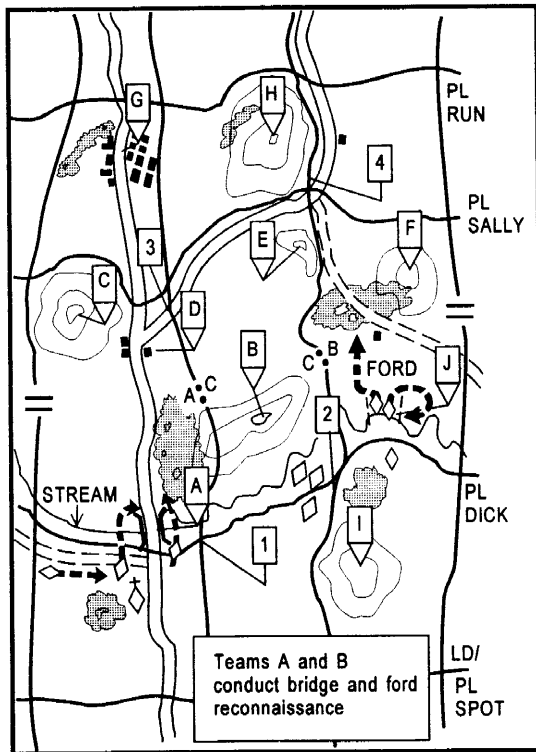 G
H
PL
RUN
4
PL
SALLY
3
E
F
C
D
B
C
B
FORD
J
A
C
B
2
STREAM
A
PL
DICK
1
I
Teams A and B
conduct bridge and ford
reconnaissance
LD/
PL
SPOT